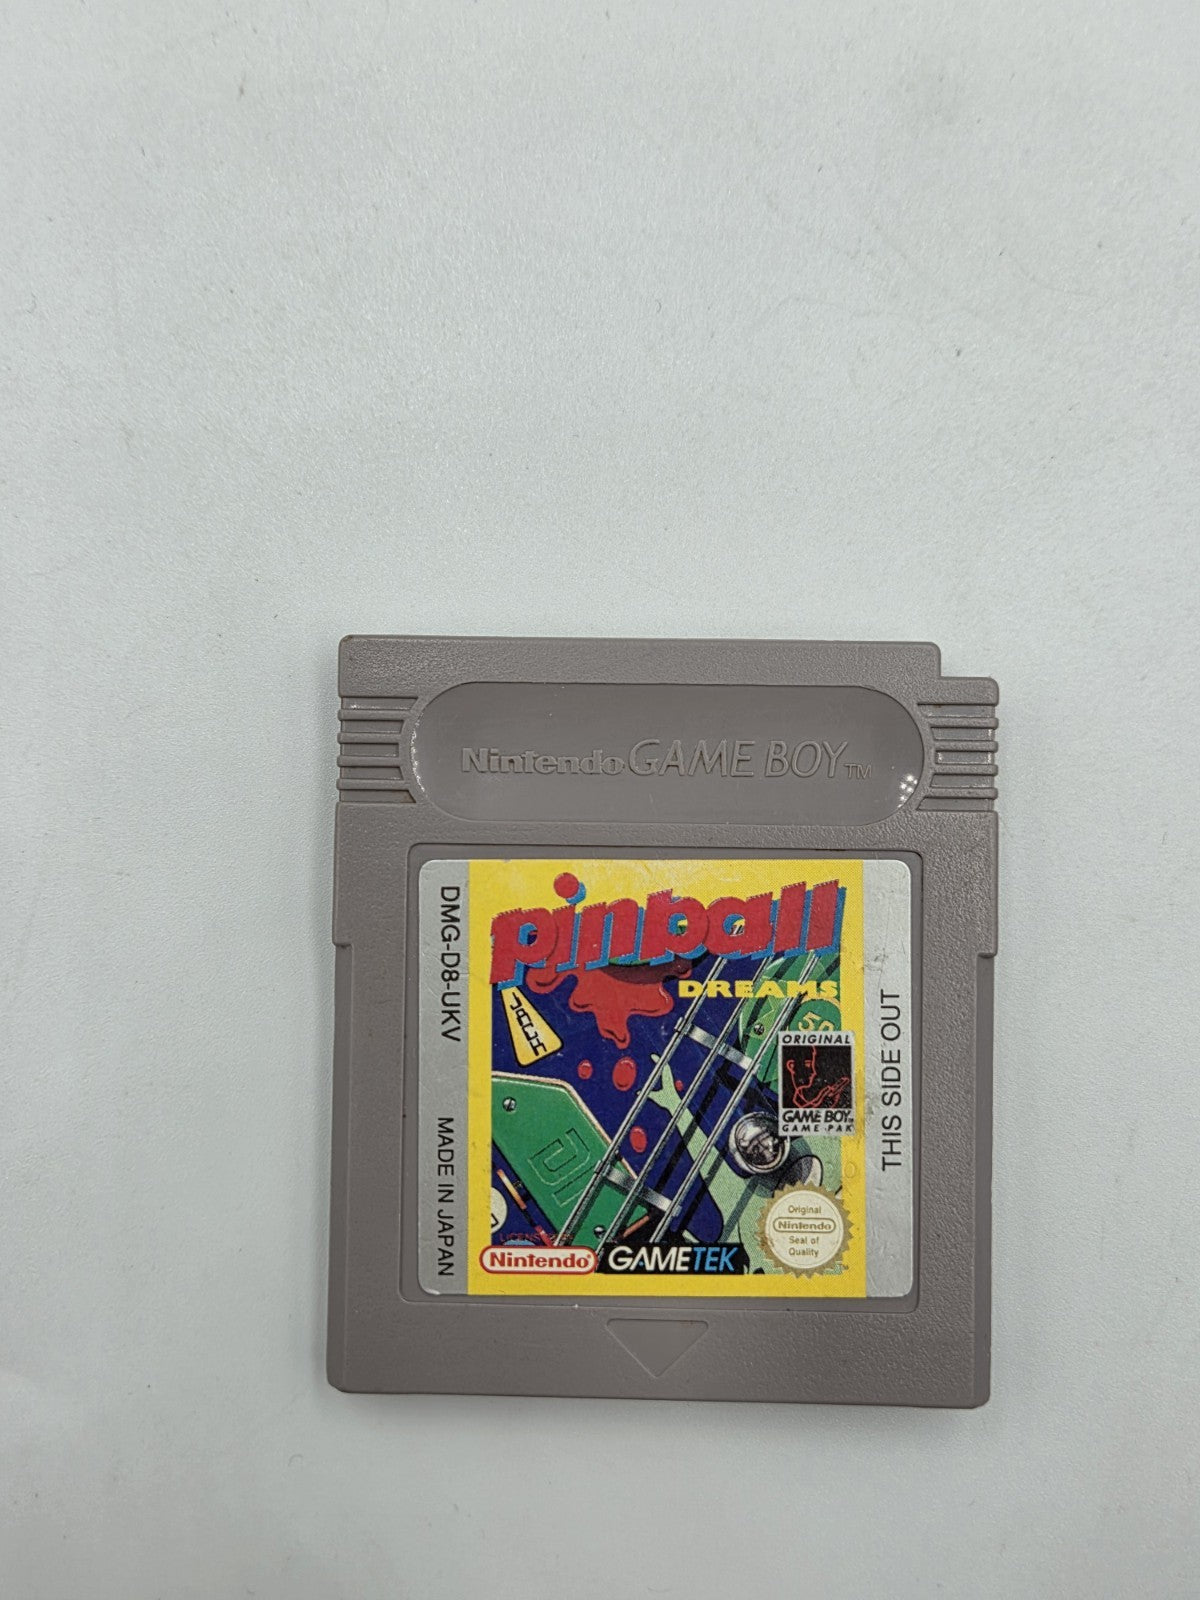 Nintendo GAME BOY TM
DMG-D8-UKV
MADE IN JAPAN
pinball
DREAMS
50
ORIGINAL
GAME BOY
GAME PAK
THIS SIDE OUT
Original
Nintendo
Seal of
Quality
Nintendo
GAMETEK